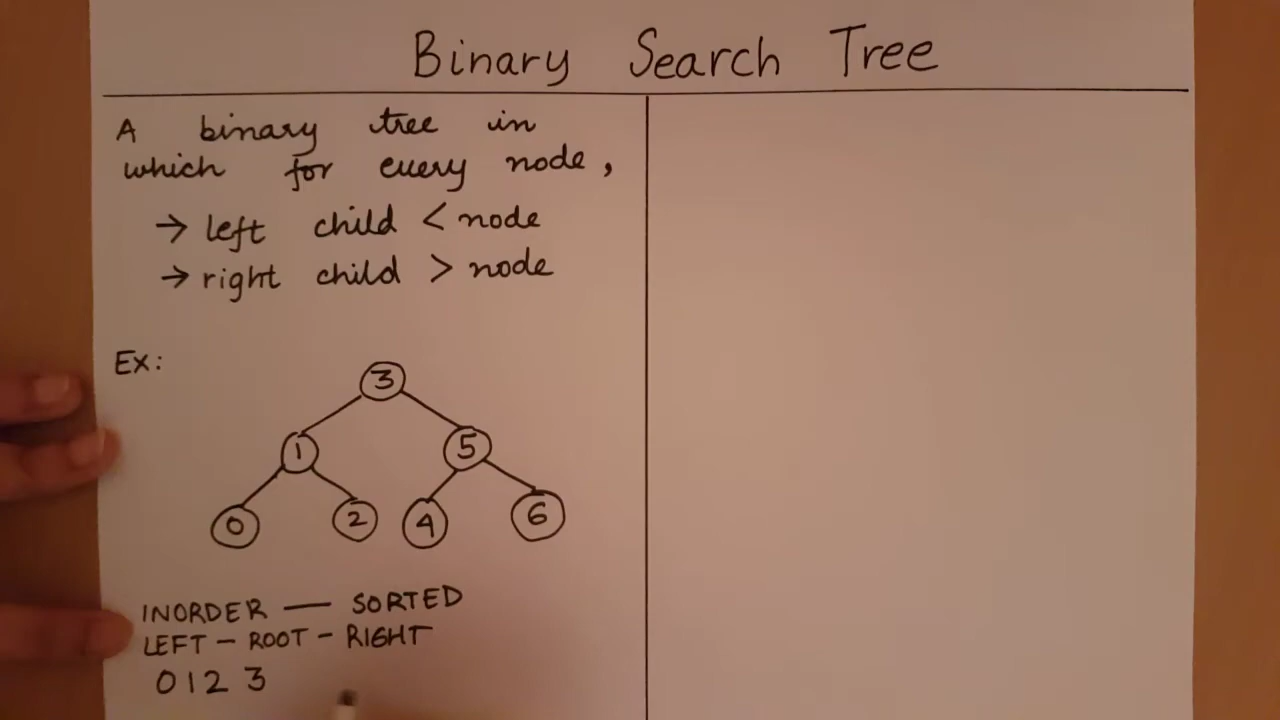 Binary Search Tree
A binary tree in
which for every node,
→ left child < node
→ right child > node
Ex:
3
1 5
0 2 4 6
INORDER — SORTED
LEFT - ROOT - RIGHT
0 1 2 3